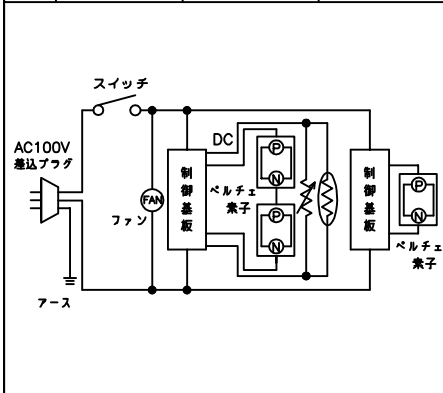 スイッチ
AC100V
差込プラグ
アース
FAN
ファン
制御基板
DC
P
N
ペルチェ
素子
P
N
制御基板
P
N
ペルチェ
素子